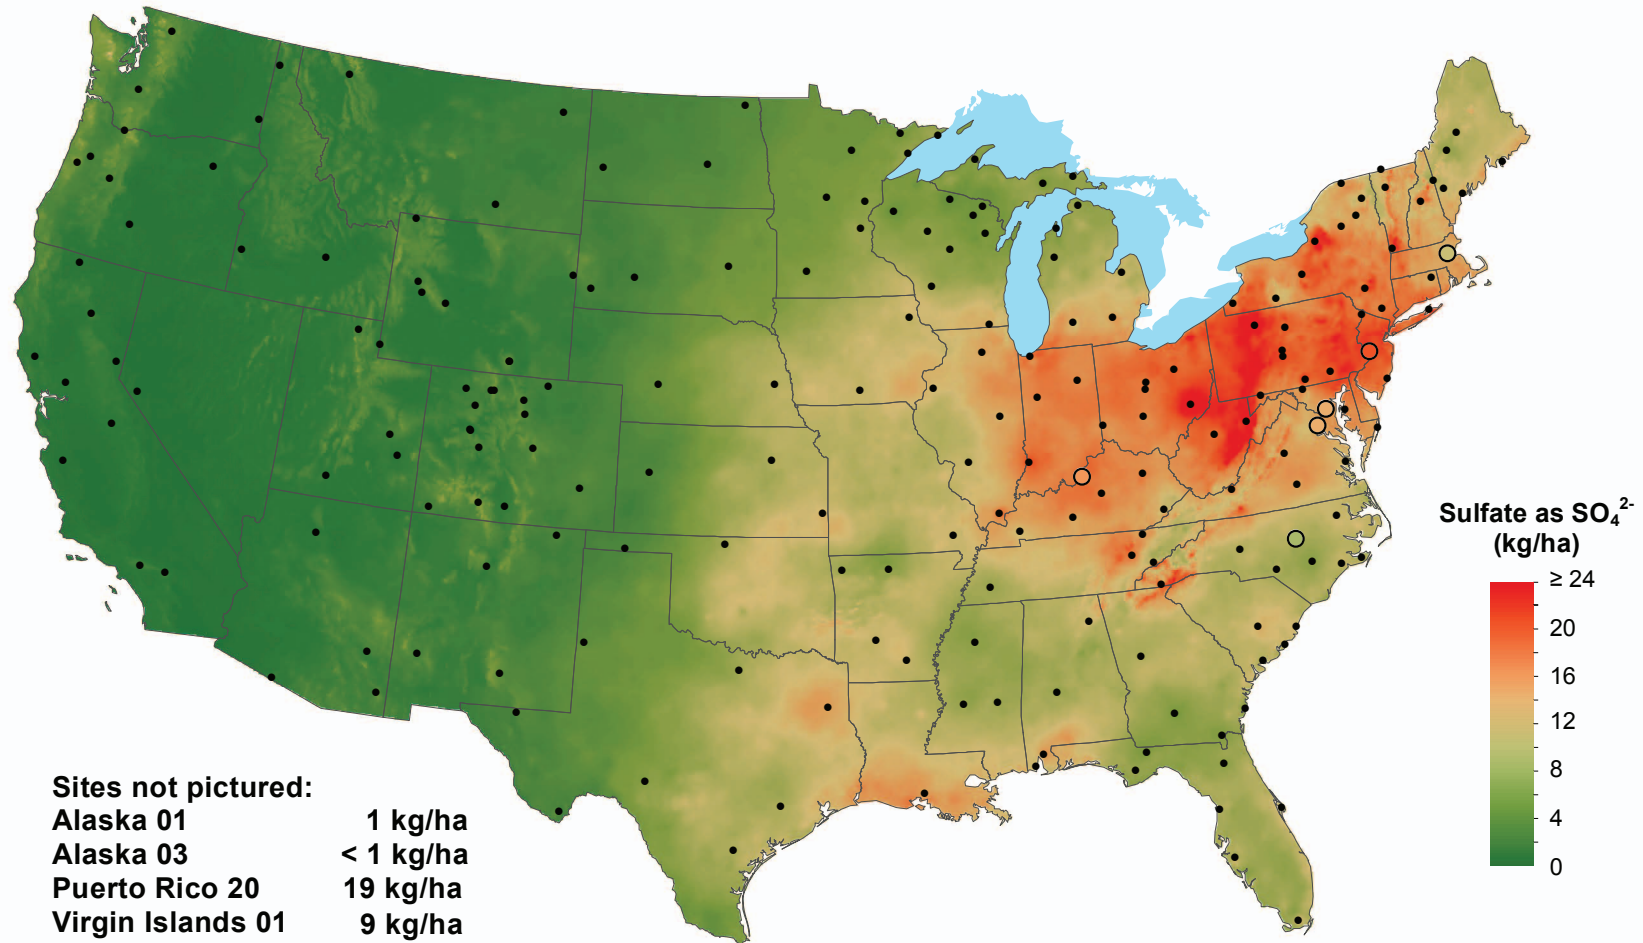 Sulfate as SO₄²⁻
(kg/ha)
≥ 24
20
16
12
8
4
0
Sites not pictured:
Alaska 01 1 kg/ha
Alaska 03 < 1 kg/ha
Puerto Rico 20 19 kg/ha
Virgin Islands 01 9 kg/ha